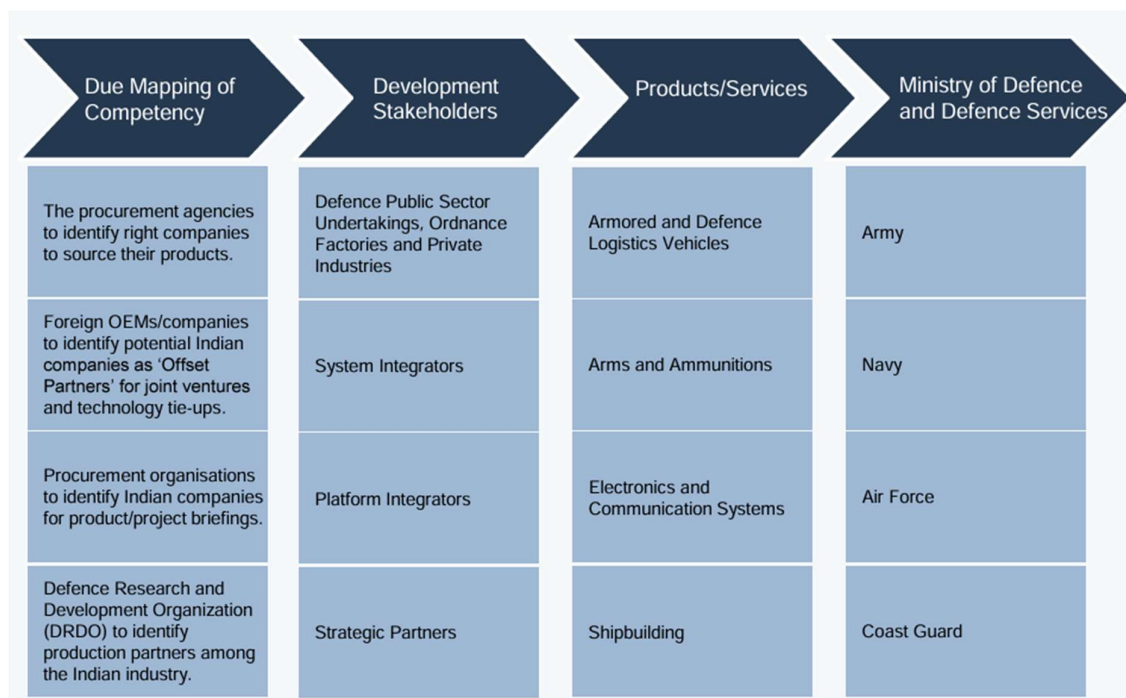 Due Mapping of
Competency
Development
Stakeholders
Products/Services
Ministry of Defence
and Defence Services
The procurement agencies
to identify right companies
to source their products.
Defence Public Sector
Undertakings, Ordnance
Factories and Private
Industries
Armored and Defence
Logistics Vehicles
Army
Foreign OEMs/companies
to identify potential Indian
companies as ‘Offset
Partners’ for joint ventures
and technology tie-ups.
System Integrators
Arms and Ammunitions
Navy
Procurement organisations
to identify Indian companies
for product/project briefings.
Platform Integrators
Electronics and
Communication Systems
Air Force
Defence Research and
Development Organization
(DRDO) to identify
production partners among
the Indian industry.
Strategic Partners
Shipbuilding
Coast Guard